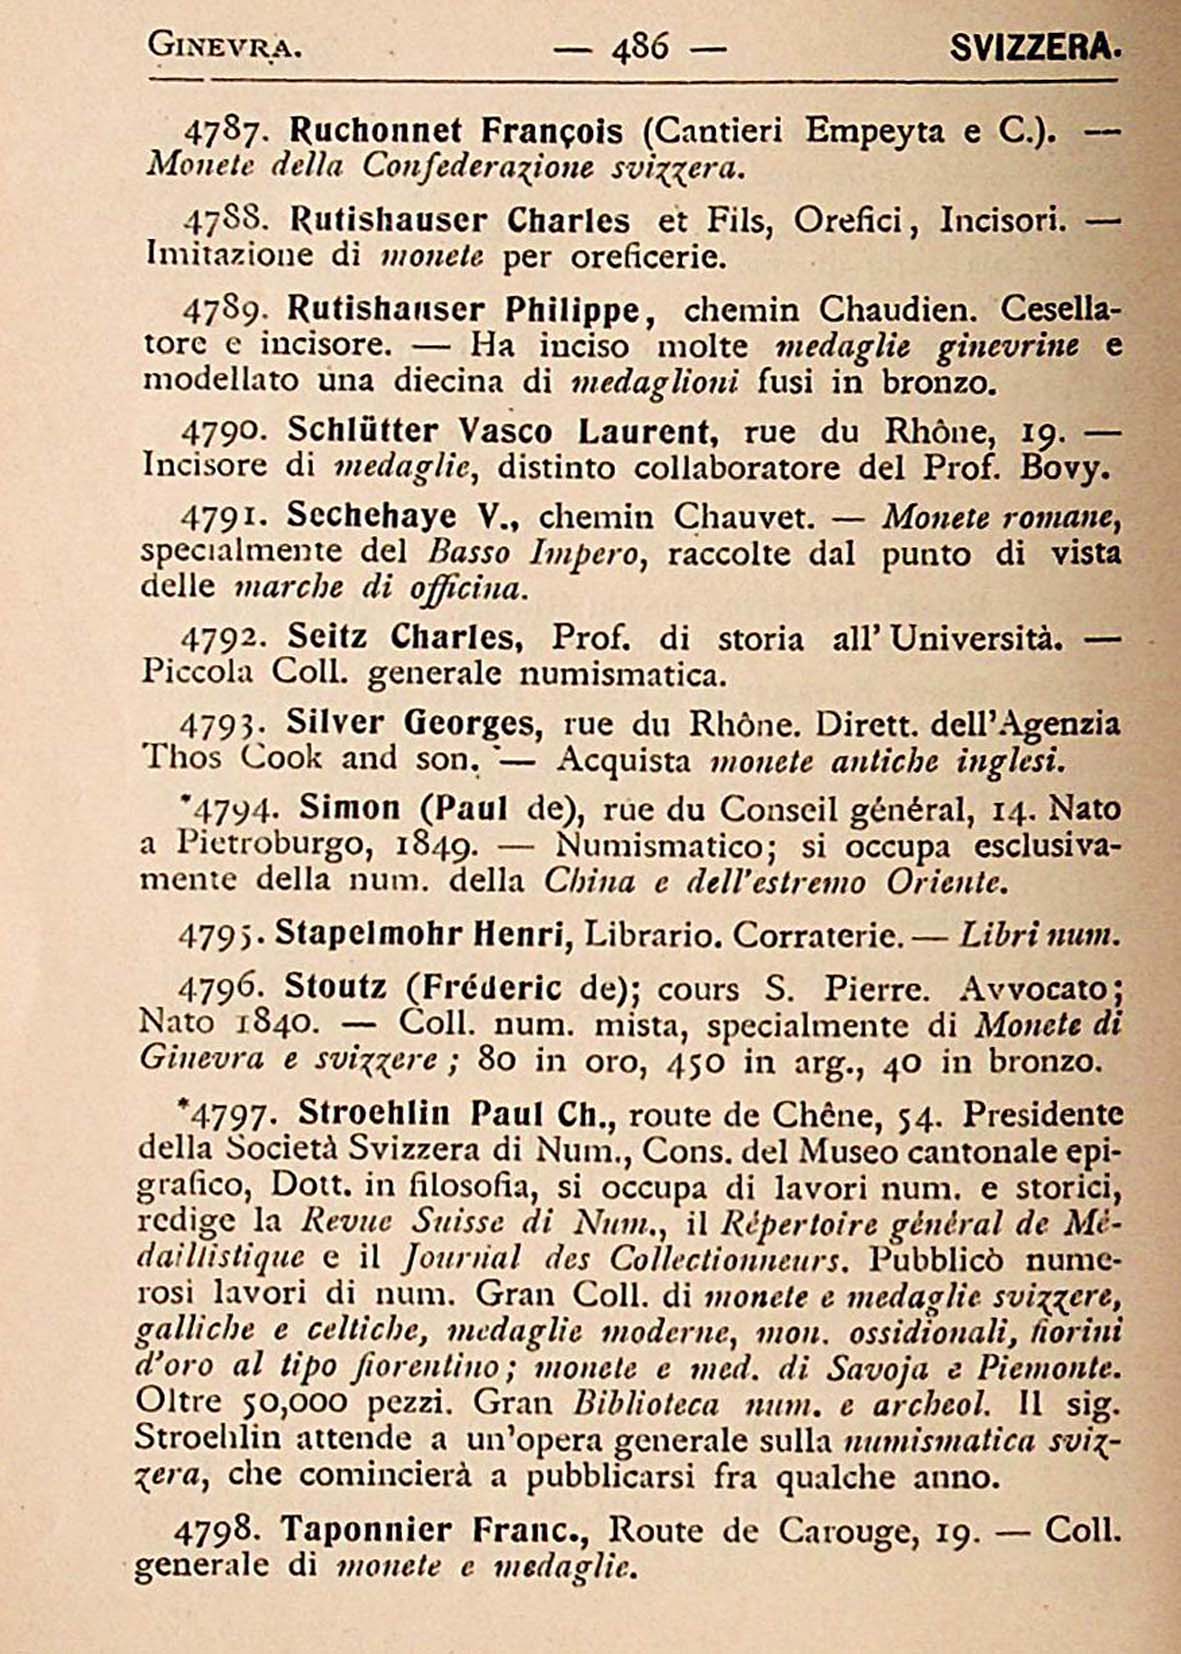 GINEVRA. — 486 — SVIZZERA.
4787. Ruchonnet François (Cantieri Empeyta e C.). —
Monete della Confederazione svizzera.
4788. Rutishauser Charles et Fils, Orefici, Incisori. —
Imitazione di monete per oreficerie.
4789. Rutishauser Philippe, chemin Chaudien. Cesella-
tore e incisore. — Ha inciso molte medaglie ginevrine e
modellato una diecina di medaglioni fusi in bronzo.
4790. Schlütter Vasco Laurent, rue du Rhône, 19. —
Incisore di medaglie, distinto collaboratore del Prof. Bovy.
4791. Sechehaye V., chemin Chauvet. — Monete romane,
specialmente del Basso Impero, raccolte dal punto di vista
delle marche di officina.
4792. Seitz Charles, Prof. di storia all'Università. —
Piccola Coll. generale numismatica.
4793. Silver Georges, rue du Rhône. Dirett. dell'Agenzia
Thos Cook and son. — Acquista monete antiche inglesi.
*4794. Simon (Paul de), rue du Conseil général, 14. Nato
a Pietroburgo, 1849. — Numismatico; si occupa esclusiva-
mente della num. della China e dell'estremo Oriente.
4795. Stapelmohr Henri, Librario. Corraterie. — Libri num.
4796. Stoutz (Fréderic de); cours S. Pierre. Avvocato;
Nato 1840. — Coll. num. mista, specialmente di Monete di
Ginevra e svizzere; 80 in oro, 450 in arg., 40 in bronzo.
*4797. Stroehlin Paul Ch., route de Chêne, 54. Presidente
della Società Svizzera di Num., Cons. del Museo cantonale epi-
grafico, Dott. in filosofia, si occupa di lavori num. e storici,
redige la Revue Suisse di Num., il Répertoire général de Mé-
daillistique e il Journal des Collectionneurs. Pubblicò nume-
rosi lavori di num. Gran Coll. di monete e medaglie svizzere,
galliche e celtiche, medaglie moderne, mon. ossidionali, fiorini
d'oro al tipo fiorentino; monete e med. di Savoja e Piemonte.
Oltre 50,000 pezzi. Gran Biblioteca num. e archeol. Il sig.
Stroehlin attende a un'opera generale sulla numismatica sviz-
zera, che comincierà a pubblicarsi fra qualche anno.
4798. Taponnier Franc., Route de Carouge, 19. — Coll.
generale di monete e medaglie.